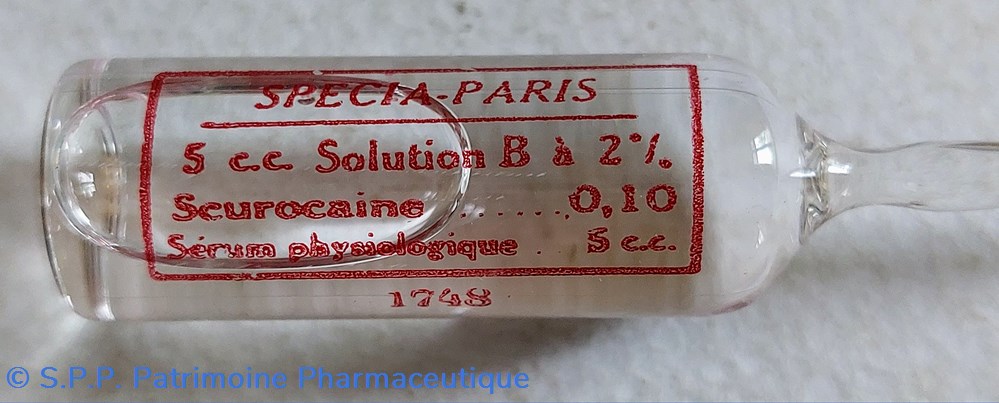 SPECIA-PARIS
5 c.c. Solution B à 2%.
Scurocaine ........ 0,10
Sérum physiologique . 5 c.c.
1748
© S.P.P. Patrimoine Pharmaceutique